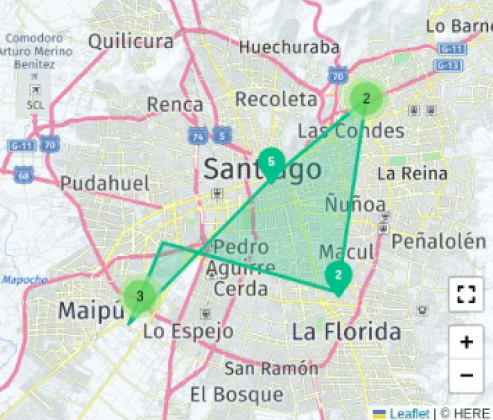 Lo Barne
Comodoro
Arturo Merino
Benitez
Quilicura
Huechuraba
G-11
G-13
70
SCL
Renca
Recoleta
2
Las Condes
74
5
G-11
70
68
5
Santiago
La Reina
Pudahuel
Ñuñoa
Pedro
Aguirre
Cerda
Macul
Peñalolén
Mapocho
2
3
Maipú
Lo Espejo
La Florida
San Ramón
El Bosque
+
−
Leaflet | © HERE